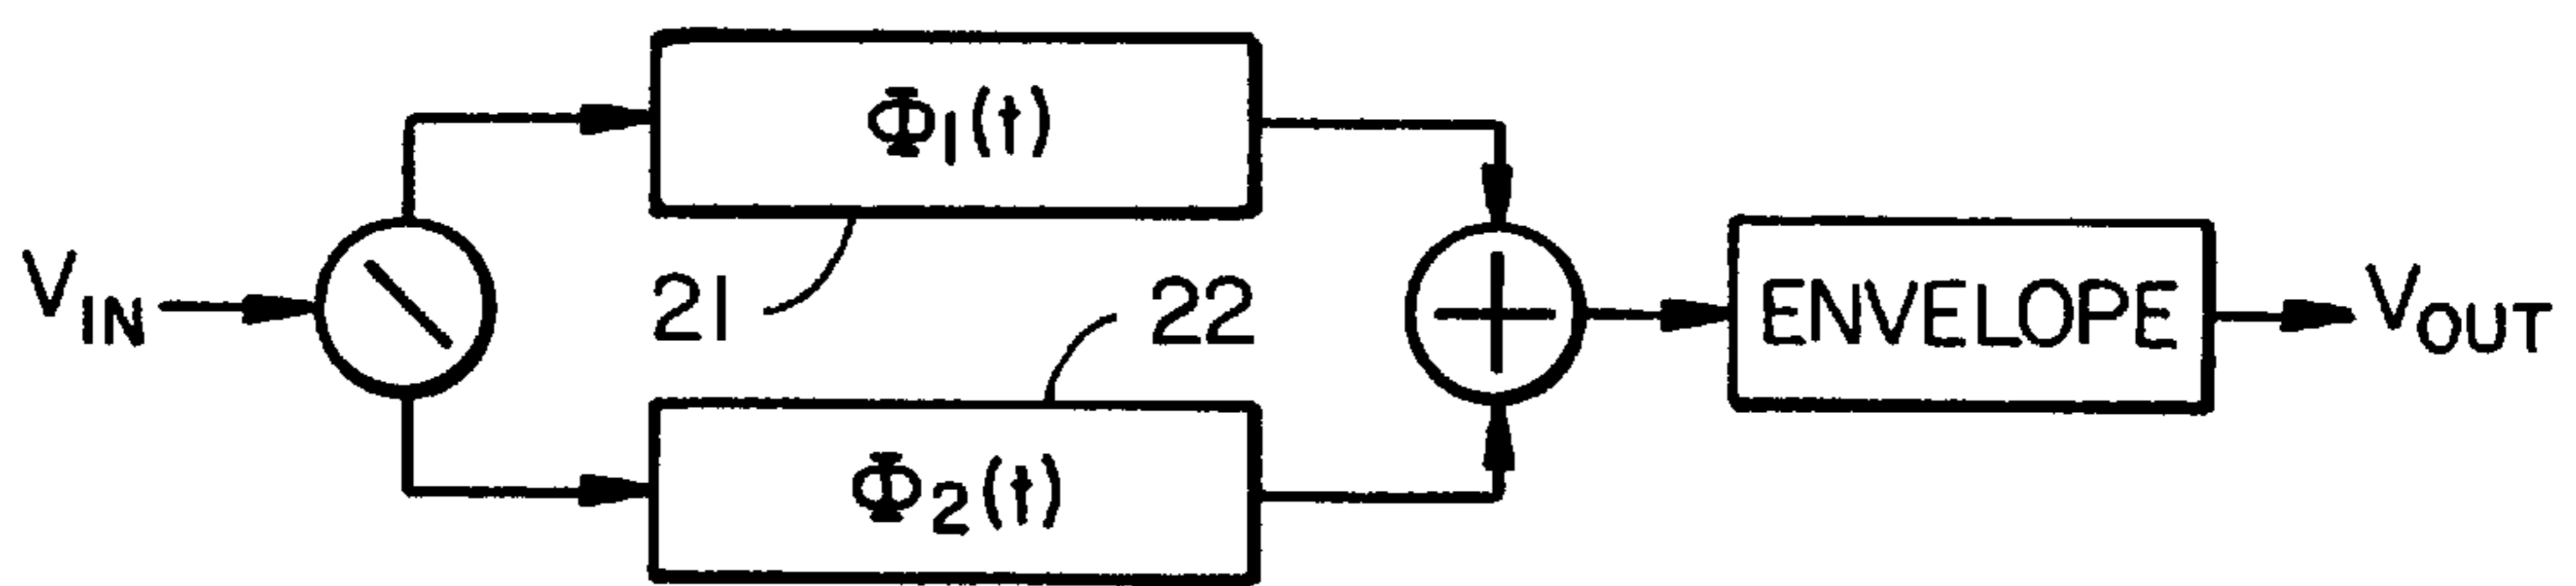 Φ1(t)
VIN
21
22
ENVELOPE
VOUT
Φ2(t)